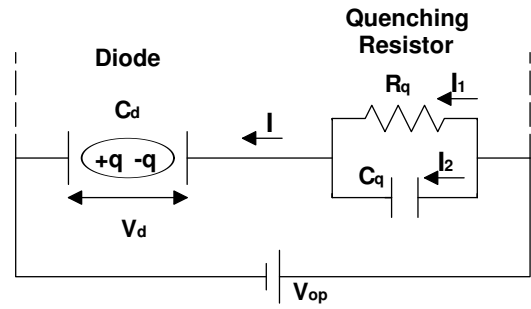 Quenching
Resistor
Diode
Rq
I1
Cd
I
+q -q
Cq
I2
Vd
Vop